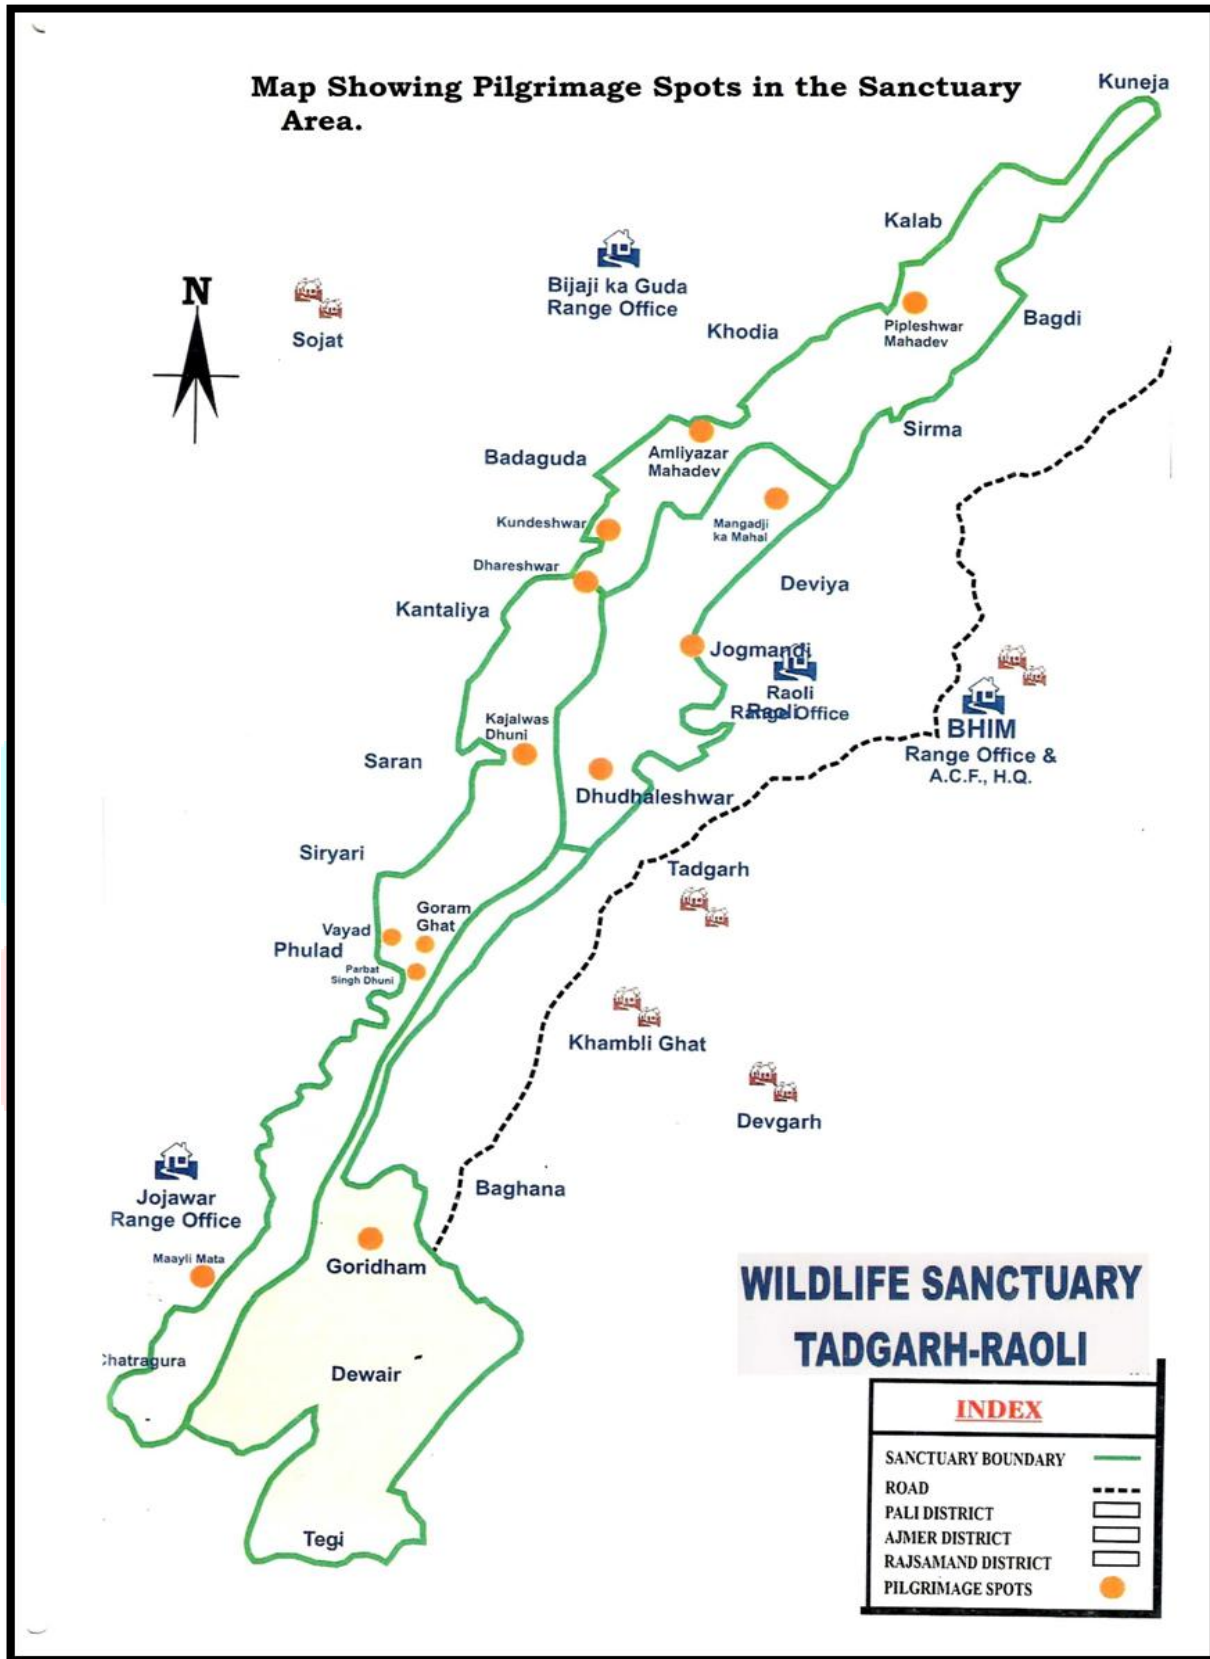 Map Showing Pilgrimage Spots in the Sanctuary
Area.
Kuneja
Kalab
N
Bijaji ka Guda
Range Office
Sojat
Khodia
Pipleshwar
Mahadev
Bagdi
Sirma
Badaguda
Amliyazar
Mahadev
Kundeshwar
Mangadji
ka Mahal
Dhareshwar
Deviya
Kantaliya
Jogmandi
Raoli
Range Office
Raoli
Kajalwas
Dhuni
BHIM
Range Office &
A.C.F., H.Q.
Saran
Dhudhaleshwar
Siryari
Tadgarh
Goram
Ghat
Vayad
Phulad
Parbat
Singh Dhuni
Khambli Ghat
Devgarh
Baghana
Jojawar
Range Office
Maayli Mata
Goridham
WILDLIFE SANCTUARY
TADGARH-RAOLI
Chatragura
Dewair
INDEX
SANCTUARY BOUNDARY
ROAD
PALI DISTRICT
AJMER DISTRICT
RAJSAMAND DISTRICT
PILGRIMAGE SPOTS
Tegi